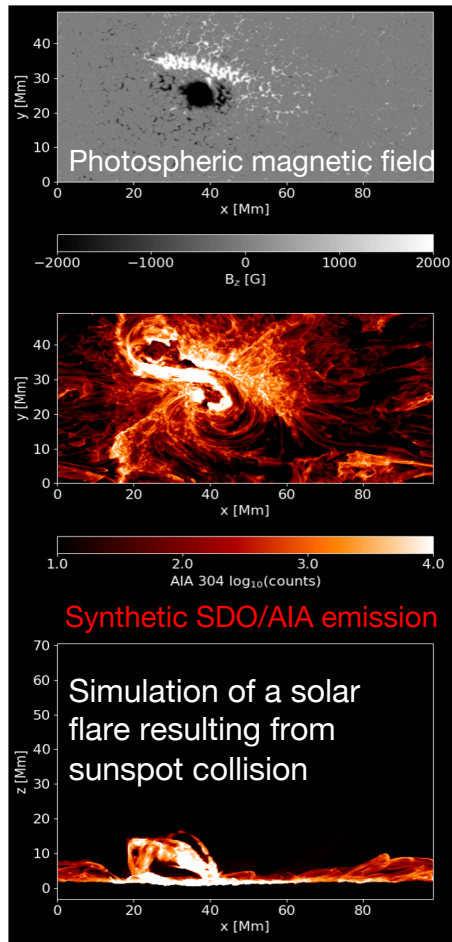 50
40
30
20
10
0
y [Mm]
Photospheric magnetic field
0 20 40 60 80
x [Mm]
−2000 −1000 0 1000 2000
B_z [G]
40
30
20
10
0
y [Mm]
0 20 40 60 80
x [Mm]
1.0 2.0 3.0 4.0
AIA 304 log₁₀(counts)
Synthetic SDO/AIA emission
70
60
50
40
30
20
10
0
z [Mm]
Simulation of a solar
flare resulting from
sunspot collision
0 20 40 60 80
x [Mm]